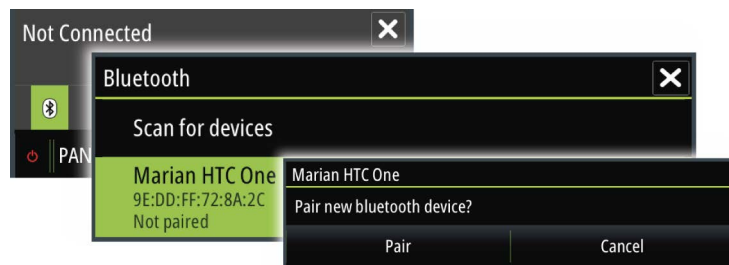 Not Connected
Bluetooth
Scan for devices
PAN
Marian HTC One
9E:DD:FF:72:8A:2C
Not paired
Marian HTC One
Pair new bluetooth device?
Pair Cancel